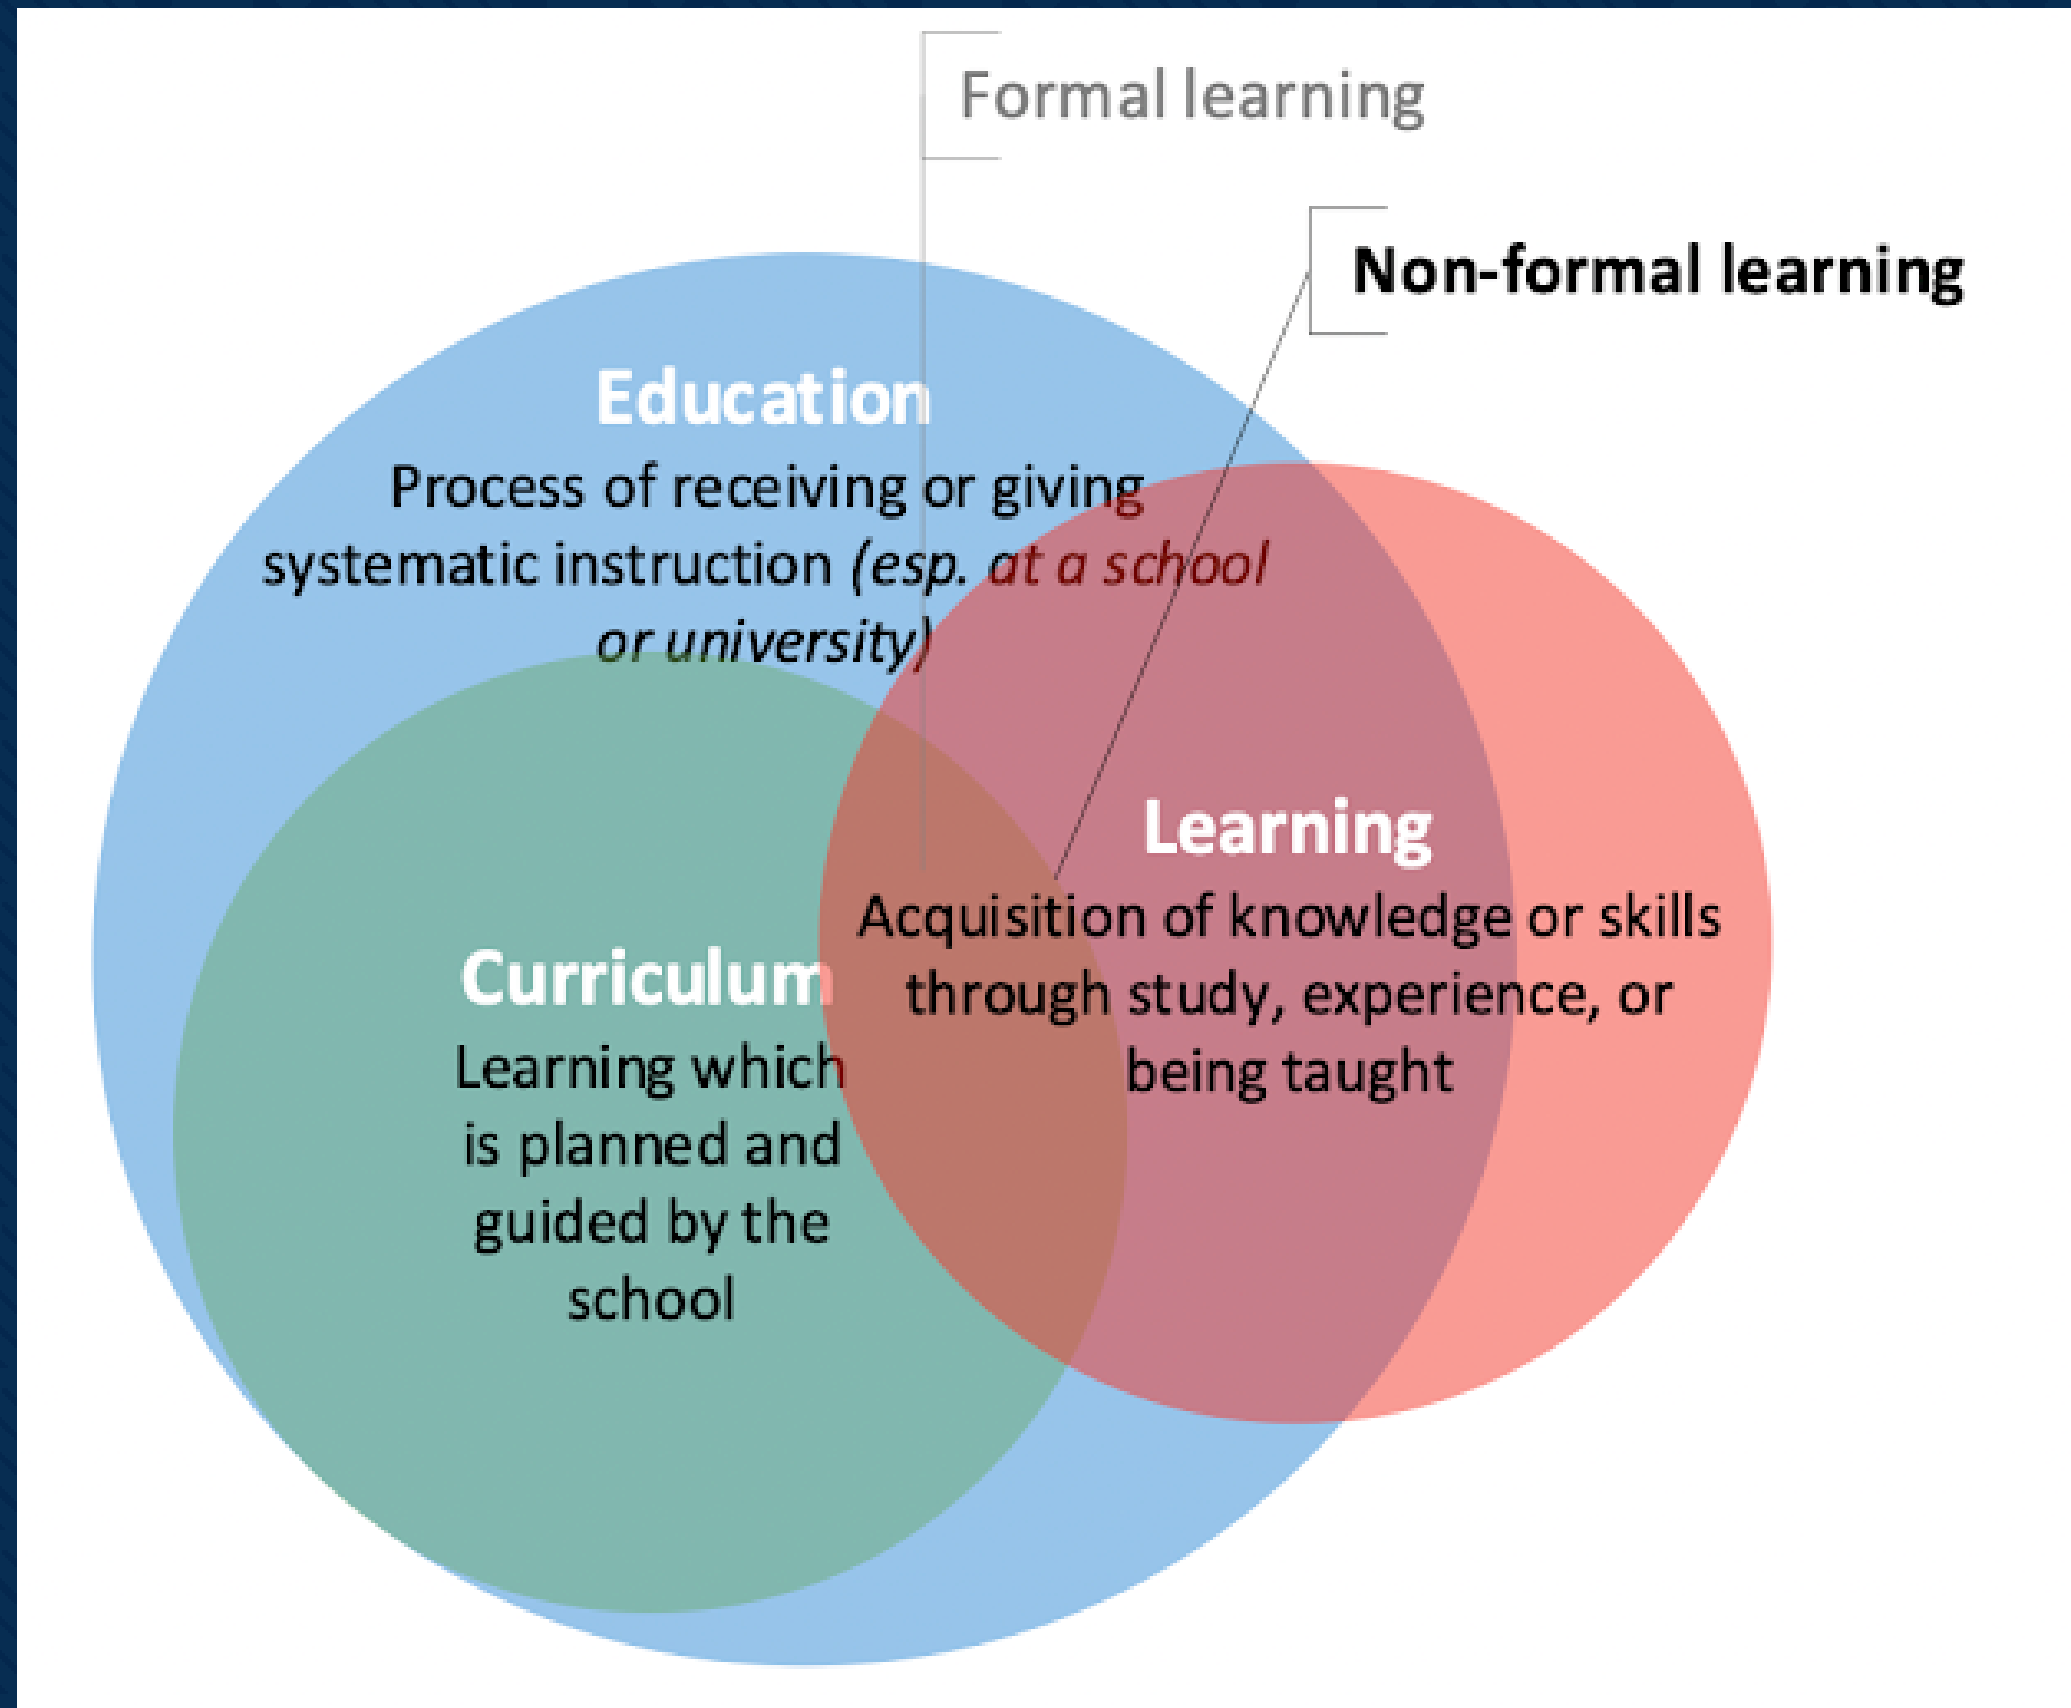 Formal learning
Non-formal learning
Education
Process of receiving or giving
systematic instruction (esp. at a school
or university)
Learning
Acquisition of knowledge or skills
through study, experience, or
being taught
Curriculum
Learning which
is planned and
guided by the
school